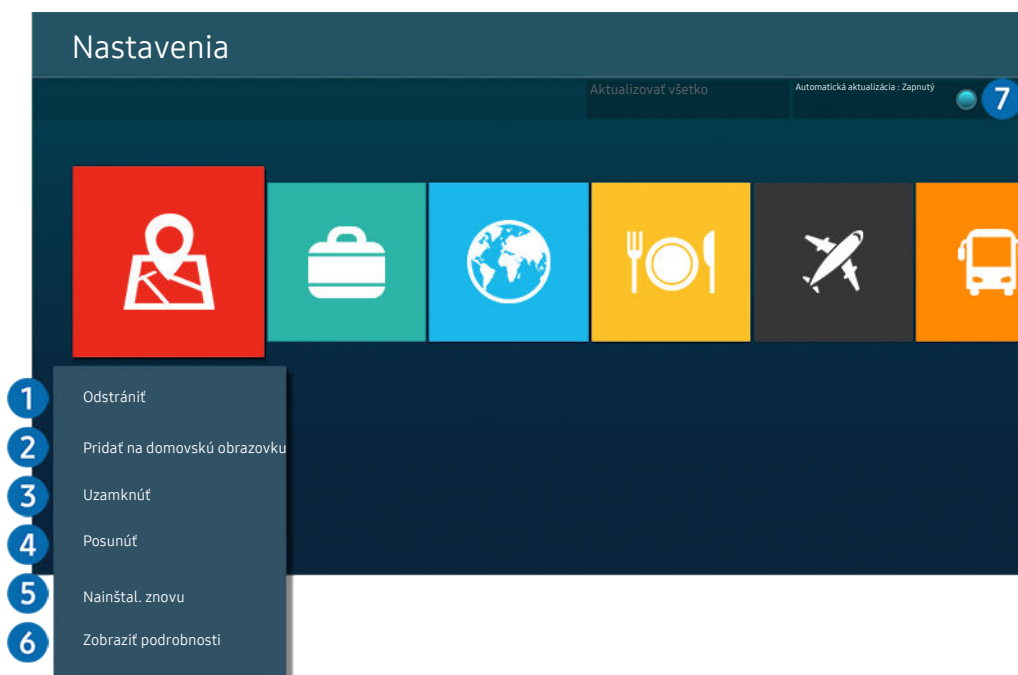 Nastavenia
Aktualizovať všetko
Automatická aktualizácia : Zapnutý
7
1 Odstrániť
2 Pridať na domovskú obrazovku
3 Uzamknúť
4 Posunúť
5 Nainštal. znovu
6 Zobraziť podrobnosti